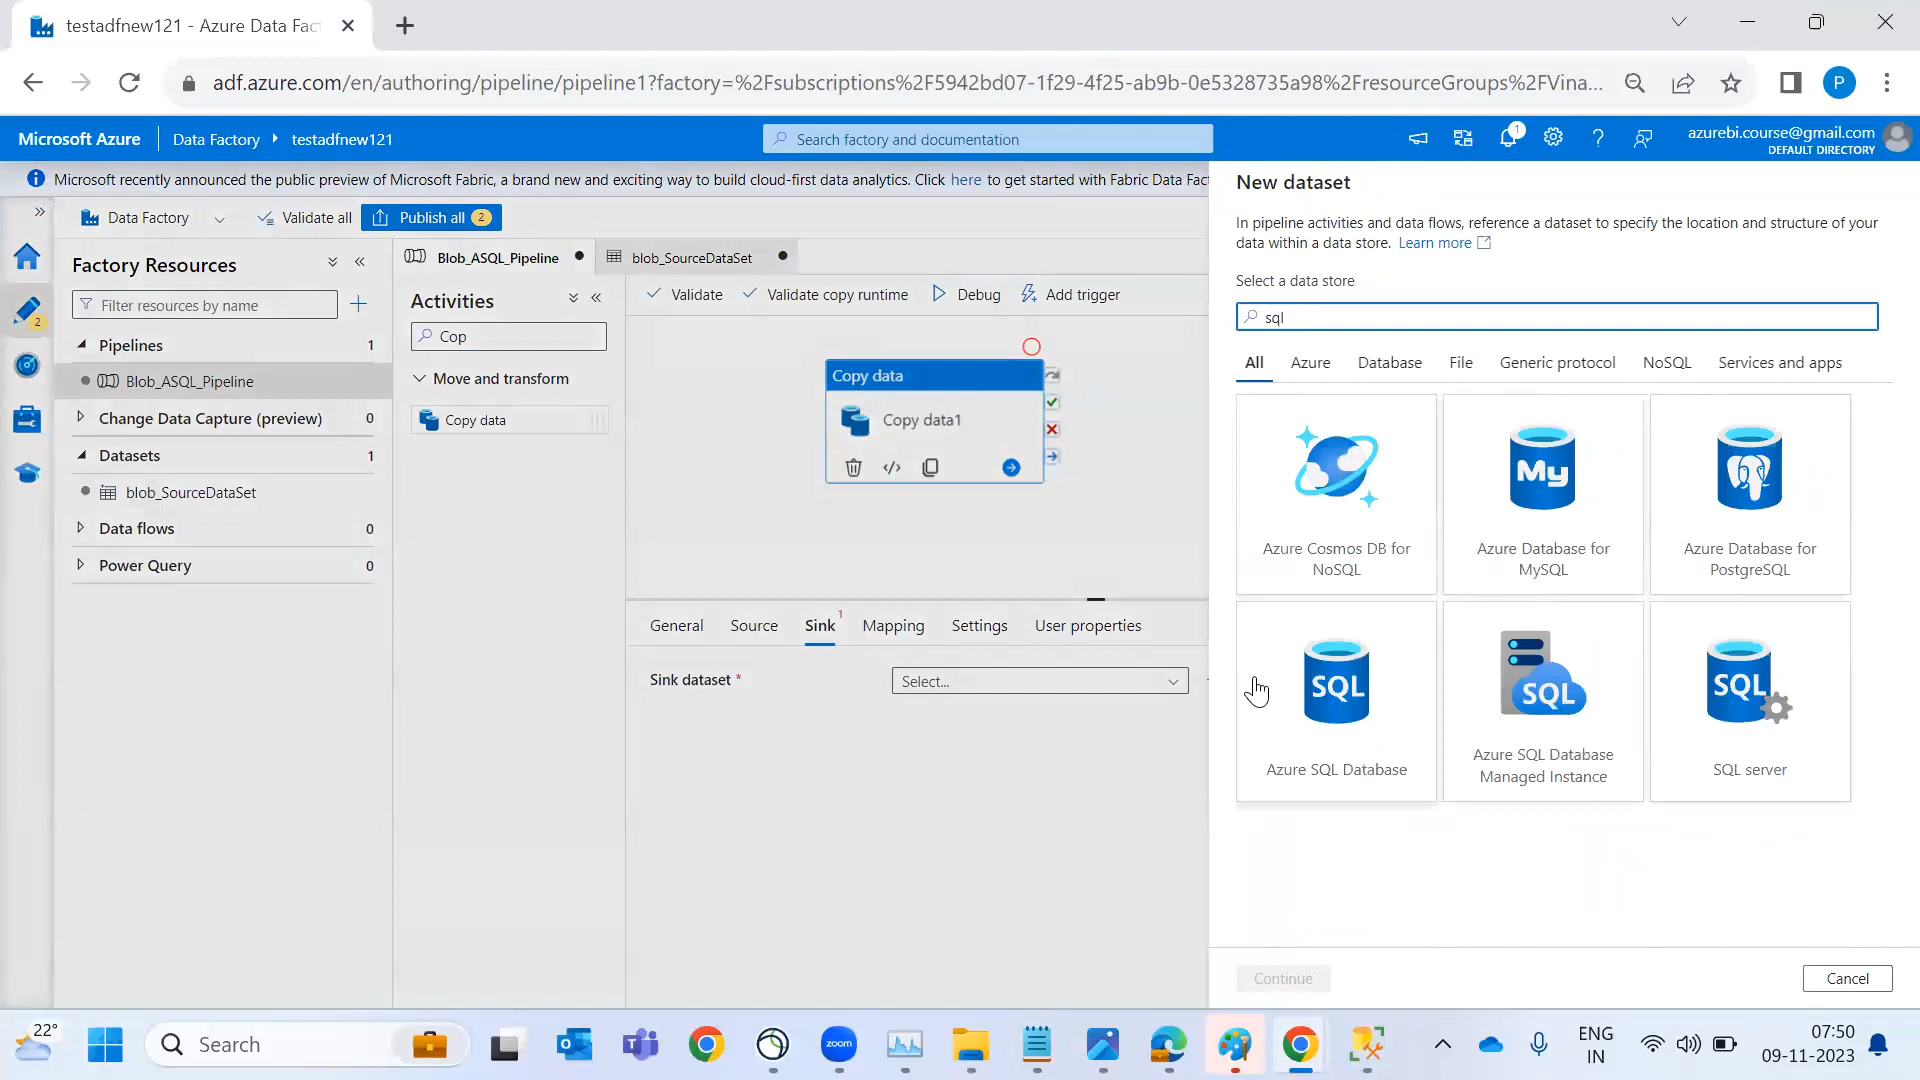 testadfnew121 - Azure Data Fac
adf.azure.com/en/authoring/pipeline/pipeline1?factory=%2Fsubscriptions%2F5942bd07-1f29-4f25-ab9b-0e5328735a98%2FresourceGroups%2FVina...
P
Microsoft Azure
Data Factory
testadfnew121
Search factory and documentation
1
azurebi.course@gmail.com
DEFAULT DIRECTORY
Microsoft recently announced the public preview of Microsoft Fabric, a brand new and exciting way to build cloud-first data analytics. Click here to get started with Fabric Data Fac
Data Factory
Validate all
Publish all 2
Factory Resources
Filter resources by name
2
Pipelines 1
Blob_ASQL_Pipeline
Change Data Capture (preview) 0
Datasets 1
blob_SourceDataSet
Data flows 0
Power Query 0
Blob_ASQL_Pipeline
blob_SourceDataSet
Activities
Cop
Move and transform
Copy data
Validate
Validate copy runtime
Debug
Add trigger
Copy data
Copy data1
General
Source
Sink 1
Mapping
Settings
User properties
Sink dataset *
Select...
New dataset
In pipeline activities and data flows, reference a dataset to specify the location and structure of your
data within a data store. Learn more
Select a data store
sql
All
Azure
Database
File
Generic protocol
NoSQL
Services and apps
Azure Cosmos DB for
NoSQL
My
Azure Database for
MySQL
Azure Database for
PostgreSQL
SQL
Azure SQL Database
SQL
Azure SQL Database
Managed Instance
SQL
SQL server
Continue
Cancel
22°
Search
zoom
ENG
IN
07:50
09-11-2023